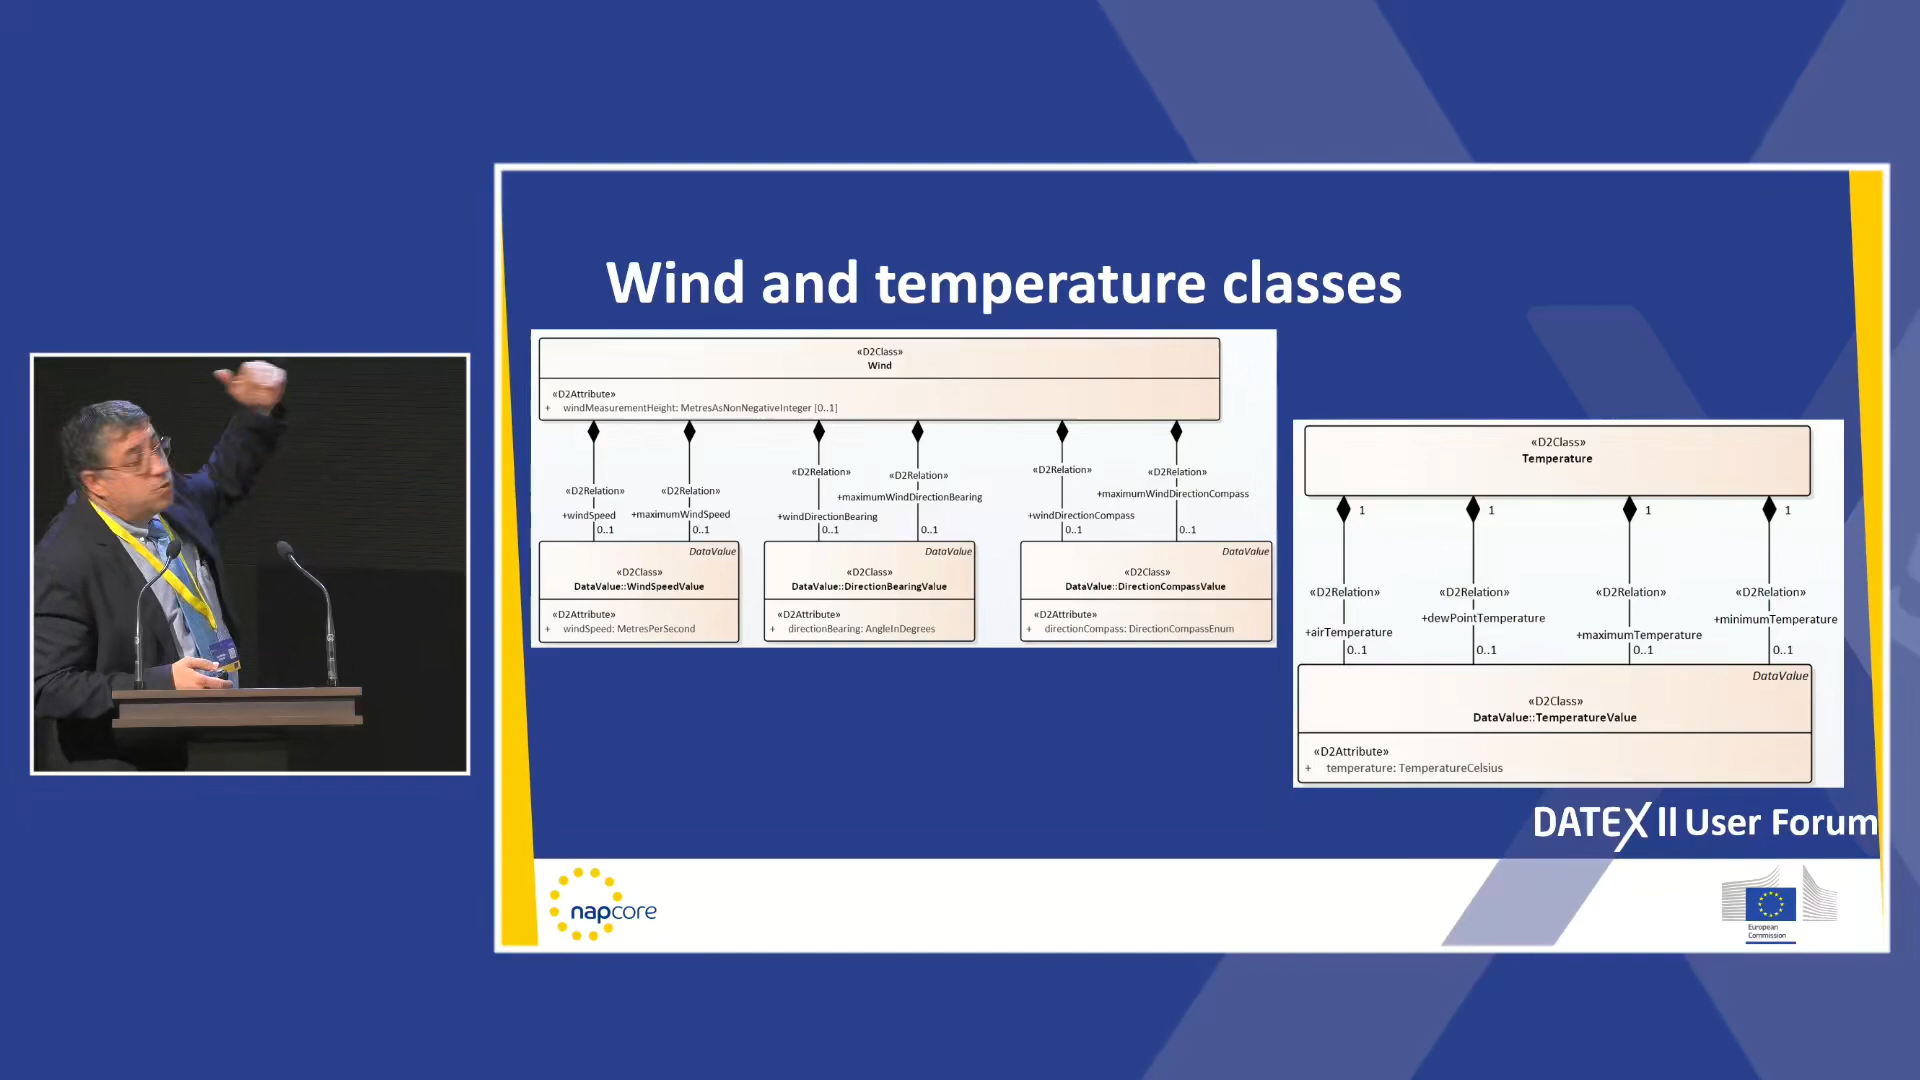 Wind and temperature classes
«D2Class»
Wind
«D2Attribute»
+ windMeasurementHeight: MetresAsNonNegativeInteger [0..1]
«D2Relation»
+windSpeed
0..1
«D2Relation»
+maximumWindSpeed
0..1
«D2Relation»
+windDirectionBearing
0..1
«D2Relation»
+maximumWindDirectionBearing
0..1
«D2Relation»
+windDirectionCompass
0..1
«D2Relation»
+maximumWindDirectionCompass
0..1
DataValue
«D2Class»
DataValue::WindSpeedValue
«D2Attribute»
+ windSpeed: MetresPerSecond
DataValue
«D2Class»
DataValue::DirectionBearingValue
«D2Attribute»
+ directionBearing: AngleInDegrees
DataValue
«D2Class»
DataValue::DirectionCompassValue
«D2Attribute»
+ directionCompass: DirectionCompassEnum
«D2Class»
Temperature
1
«D2Relation»
+airTemperature
0..1
1
«D2Relation»
+dewPointTemperature
0..1
1
«D2Relation»
+maximumTemperature
0..1
1
«D2Relation»
+minimumTemperature
0..1
DataValue
«D2Class»
DataValue::TemperatureValue
«D2Attribute»
+ temperature: TemperatureCelsius
DATEX II User Forum
napcore
European
Commission